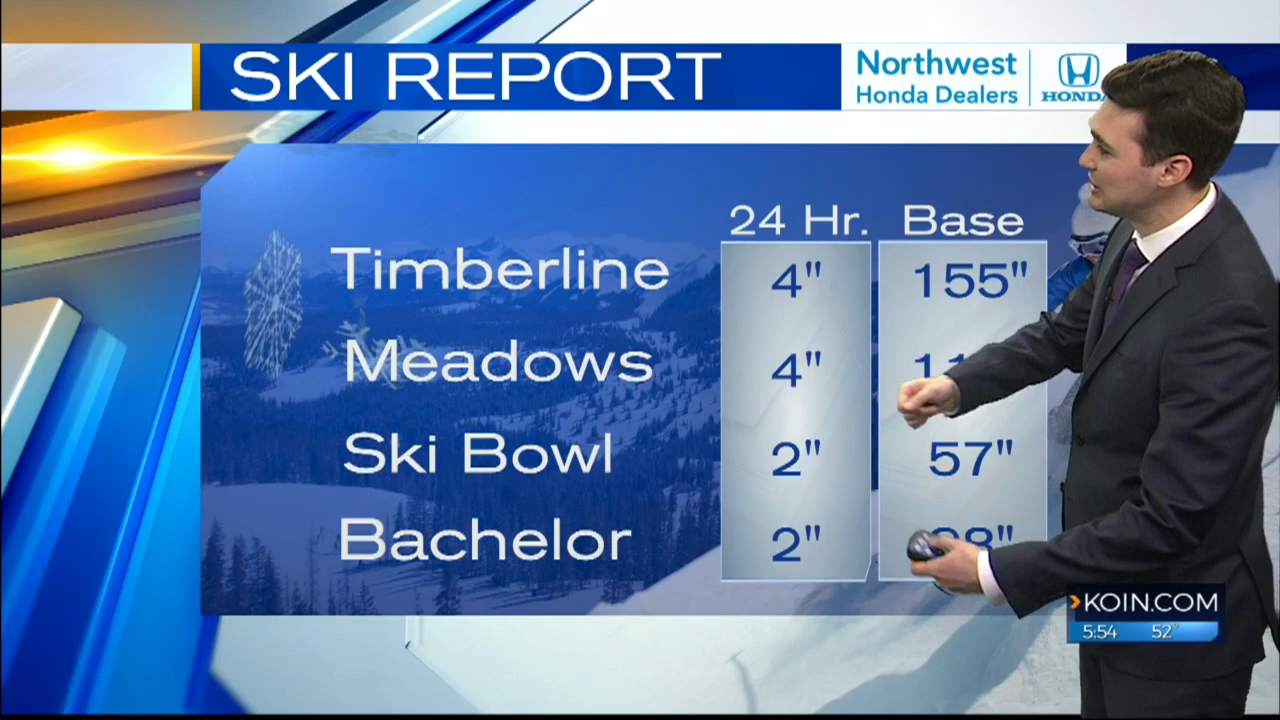 SKI REPORT
Northwest
Honda Dealers
HONDA
24 Hr. Base
Timberline 4" 155"
Meadows 4"
Ski Bowl 2" 57"
Bachelor 2"
KOIN.COM
5:54 52°